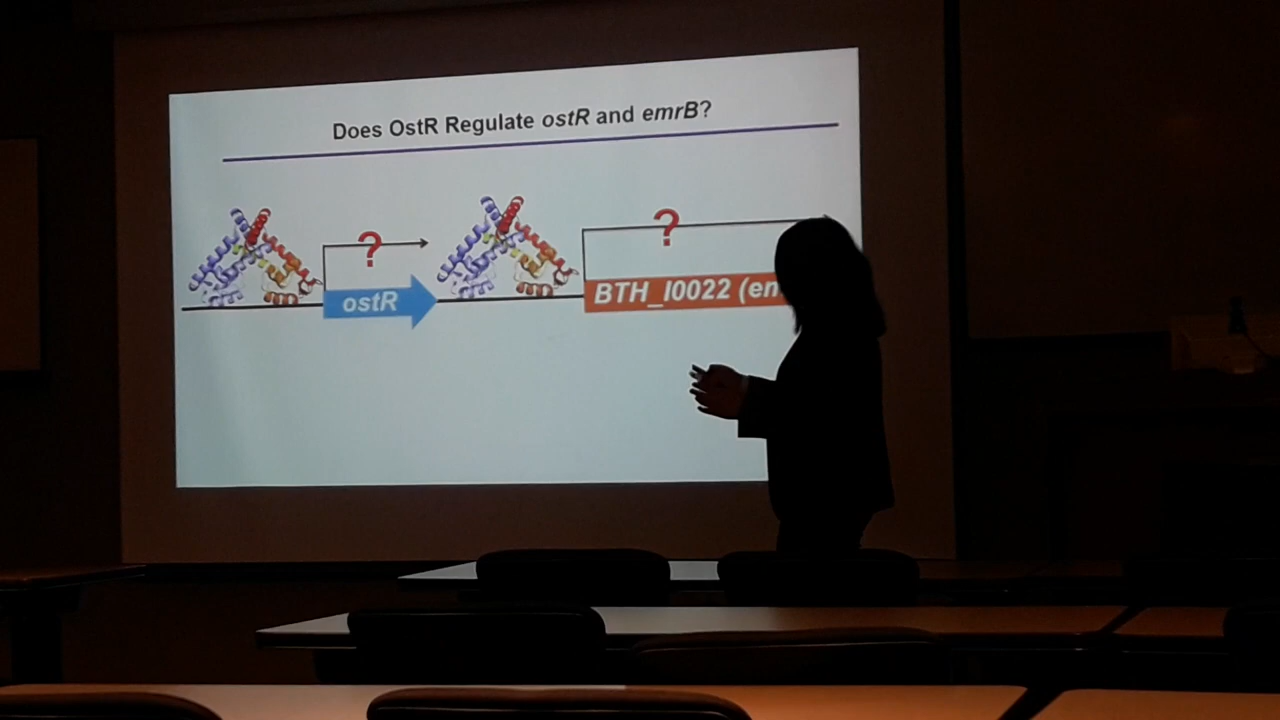 Does OstR Regulate ostR and emrB?
?
?
ostR
BTH_I0022 (em